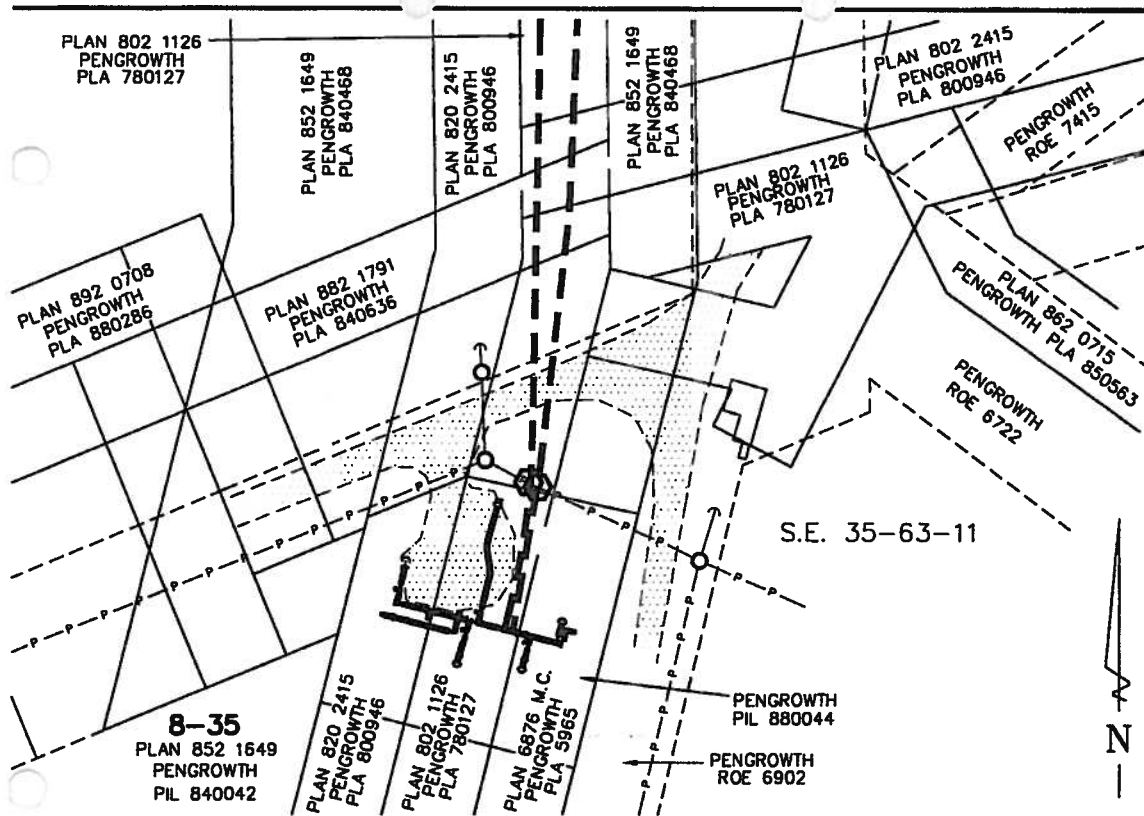 PLAN 802 1126
PENGROWTH
PLA 780127
PLAN 852 1649
PENGROWTH
PLA 840468
PLAN 820 2415
PENGROWTH
PLA 800946
PLAN 852 1649
PENGROWTH
PLA 840468
PLAN 802 2415
PENGROWTH
PLA 800946
PENGROWTH
ROE 7415
PLAN 802 1126
PENGROWTH
PLA 780127
PLAN 892 0708
PENGROWTH
PLA 880286
PLAN 882 1791
PENGROWTH
PLA 840636
PLAN 862 0715
PENGROWTH PLA 850563
PENGROWTH
ROE 6722
S.E. 35-63-11
P P P P P P P P P
P P P P P P
P P P P P
8-35
PLAN 852 1649
PENGROWTH
PIL 840042
PLAN 820 2415
PENGROWTH
PLA 800946
PLAN 802 1126
PENGROWTH
PLA 780127
PLAN 6876 M.C.
PENGROWTH
PLA 5965
PENGROWTH
PIL 880044
PENGROWTH
ROE 6902
N